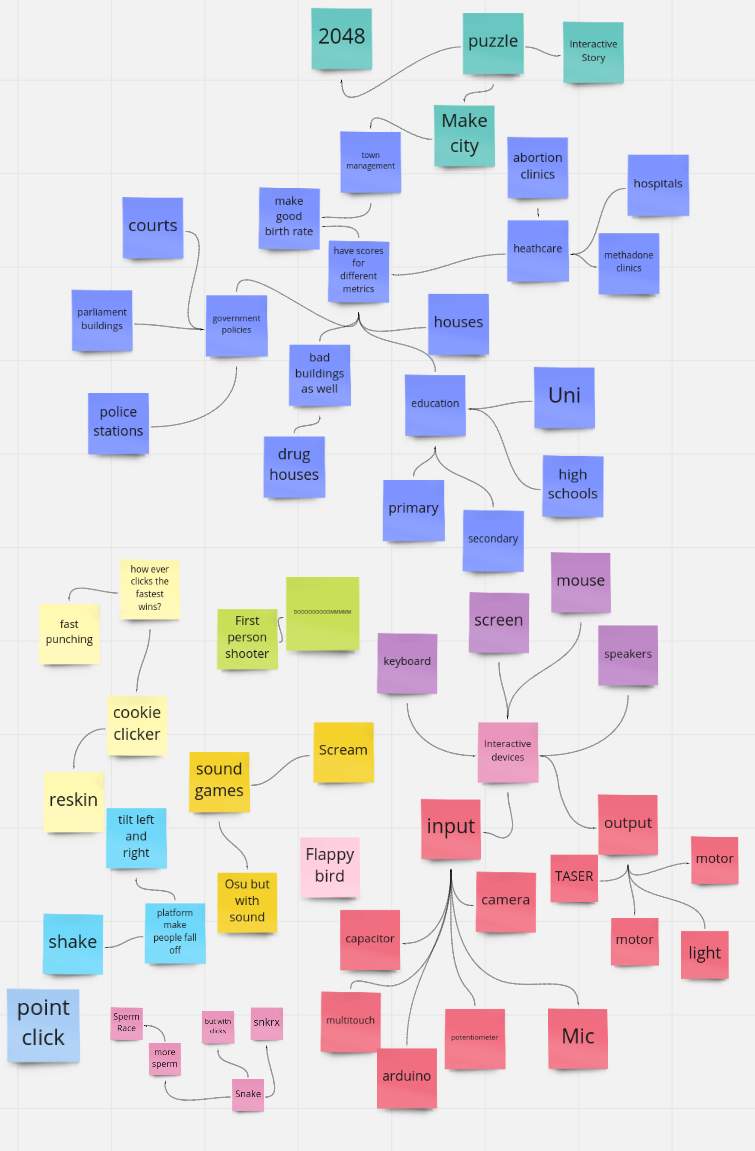 2048
puzzle
Interactive
Story
Make
city
town
management
abortion
clinics
hospitals
make
good
birth rate
courts
heathcare
methadone
clinics
have scores
for
different
metrics
parliament
buildings
government
policies
houses
bad
buildings
as well
education
Uni
police
stations
drug
houses
high
schools
primary
secondary
how ever
clicks the
fastest
wins?
fast
punching
First
person
shooter
mouse
screen
speakers
keyboard
cookie
clicker
reskin
sound
games
Scream
Interactive
devices
tilt left
and
right
input
output
Flappy
bird
TASER
motor
Osu but
with
sound
camera
shake
platform
make
people fall
off
capacitor
motor
light
point
click
Sperm
Race
but with
clicks
snkrx
more
sperm
Snake
multitouch
potentiometer
Mic
arduino